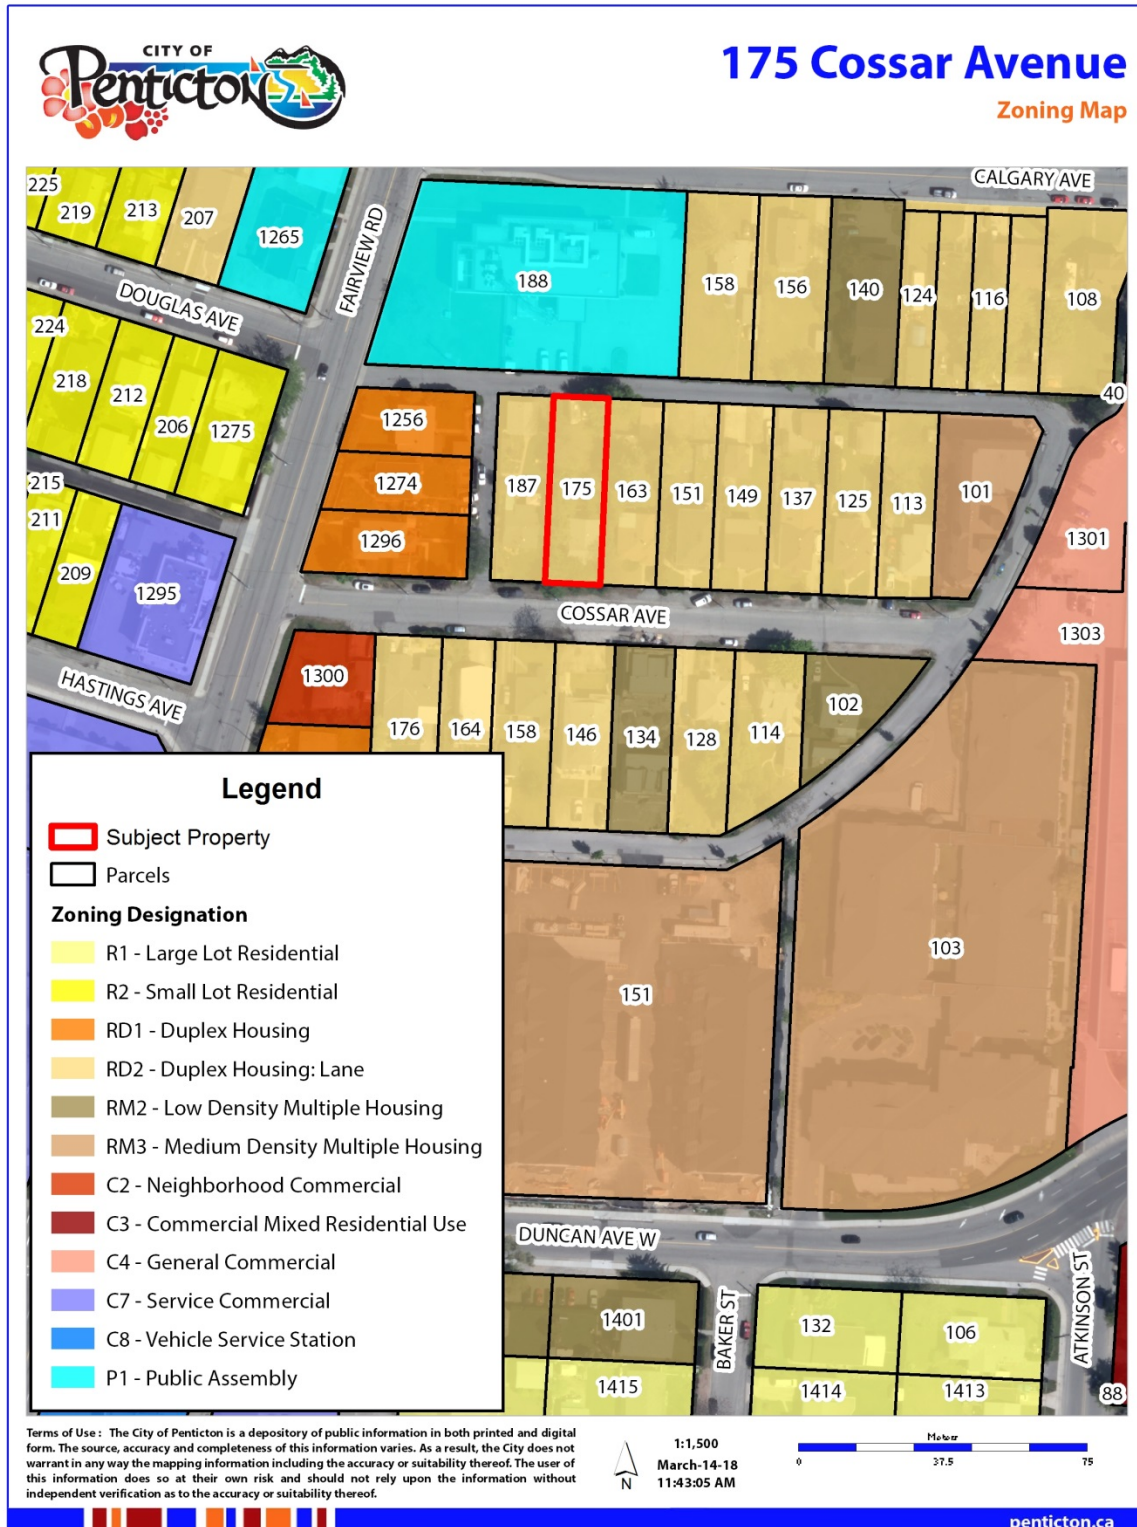 CITY OF
Penticton
175 Cossar Avenue
Zoning Map
CALGARY AVE
225
219
213
207
1265
FAIRVIEW RD
188
158
156
140
124
116
108
DOUGLAS AVE
224
218
212
206
1275
40
1256
1274
1296
187
175
163
151
149
137
125
113
101
1301
215
211
209
1295
COSSAR AVE
1303
HASTINGS AVE
1300
176
164
158
146
134
128
114
102
Legend
Subject Property
Parcels
Zoning Designation
R1 - Large Lot Residential
R2 - Small Lot Residential
RD1 - Duplex Housing
RD2 - Duplex Housing: Lane
RM2 - Low Density Multiple Housing
RM3 - Medium Density Multiple Housing
C2 - Neighborhood Commercial
C3 - Commercial Mixed Residential Use
C4 - General Commercial
C7 - Service Commercial
C8 - Vehicle Service Station
P1 - Public Assembly
103
151
DUNCAN AVE W
BAKER ST
ATKINSON ST
1401
132
106
1415
1414
1413
88
Terms of Use : The City of Penticton is a depository of public information in both printed and digital
form. The source, accuracy and completeness of this information varies. As a result, the City does not
warrant in any way the mapping information including the accuracy or suitability thereof. The user of
this information does so at their own risk and should not rely upon the information without
independent verification as to the accuracy or suitability thereof.
N
1:1,500
March-14-18
11:43:05 AM
Meters
0 37.5 75
penticton.ca